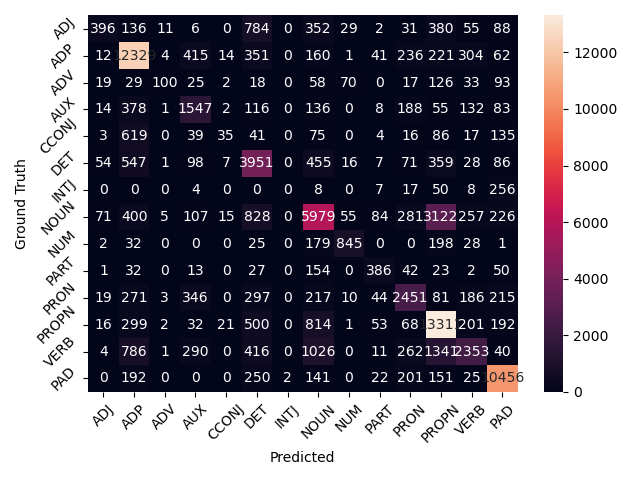 Ground Truth
ADJ 396 136 11 6 0 784 0 352 29 2 31 380 55 88
ADP 12 12329 4 415 14 351 0 160 1 41 236 221 304 62
ADV 19 29 100 25 2 18 0 58 70 0 17 126 33 93
AUX 14 378 1 1547 2 116 0 136 0 8 188 55 132 83
CCONJ 3 619 0 39 35 41 0 75 0 4 16 86 17 135
DET 54 547 1 98 7 3951 0 455 16 7 71 359 28 86
INTJ 0 0 0 4 0 0 0 8 0 7 17 50 8 256
NOUN 71 400 5 107 15 828 0 5979 55 84 281 3122 257 226
NUM 2 32 0 0 0 25 0 179 845 0 0 198 28 1
PART 1 32 0 13 0 27 0 154 0 386 42 23 2 50
PRON 19 271 3 346 0 297 0 217 10 44 2451 81 186 215
PROPN 16 299 2 32 21 500 0 814 1 53 68 201 192
VERB 4 786 1 290 0 416 0 1026 0 11 262 1341 2353 40
PAD 0 192 0 0 0 250 2 141 0 22 201 151 25 10456
ADJ ADP ADV AUX CCONJ DET INTJ NOUN NUM PART PRON PROPN VERB PAD
Predicted
12000
10000
8000
6000
4000
2000
0